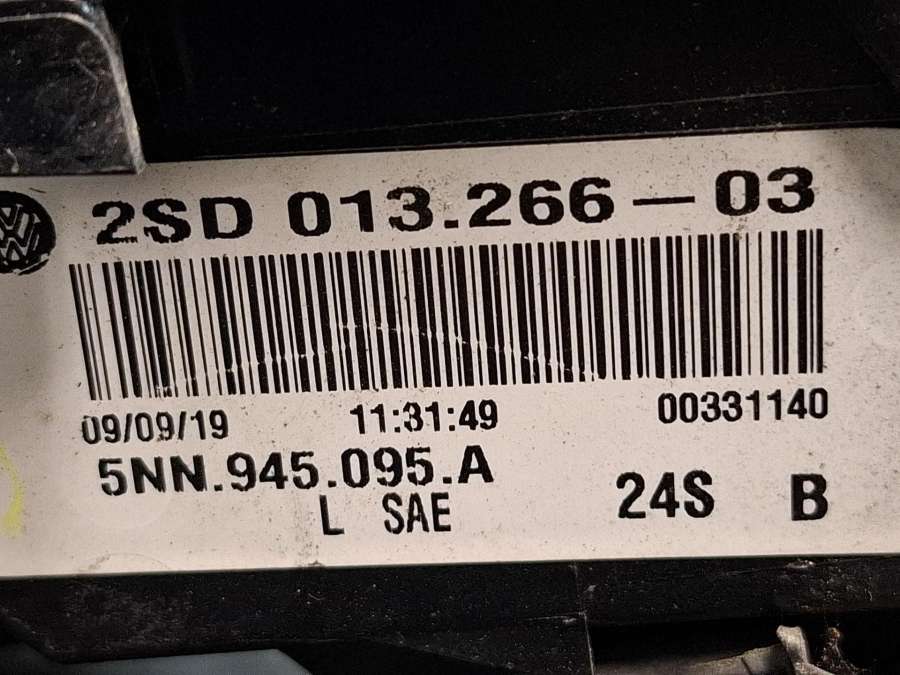 2SD 013.266-03
09/09/19 11:31:49 00331140
5NN.945.095.A
L SAE 24S B